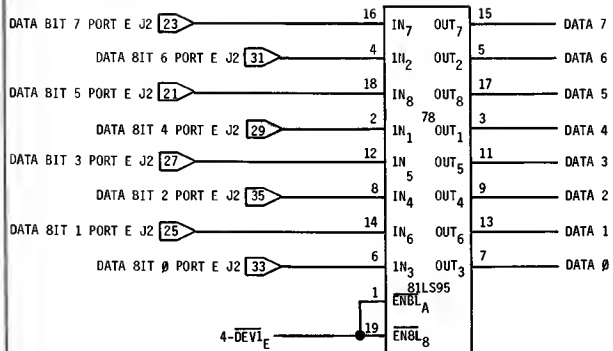 DATA BIT 7 PORT E J2 23 16 IN7 OUT7 15 DATA 7
DATA 8IT 6 PORT E J2 31 4 1N2 OUT2 5 DATA 6
DATA BIT 5 PORT E J2 21 18 IN8 OUT8 17 DATA 5
78
DATA 8IT 4 PORT E J2 29 2 1N1 OUT1 3 DATA 4
DATA BIT 3 PORT E J2 27 12 1N5 OUT5 11 DATA 3
DATA BIT 2 PORT E J2 35 8 IN4 OUT4 9 DATA 2
DATA 8IT 1 PORT E J2 25 14 IN6 OUT6 13 DATA 1
DATA 8IT Ø PORT E J2 33 6 1N3 OUT3 7 DATA Ø
81LS95
1 ENBLA
4-DEV1E 19 EN8L8